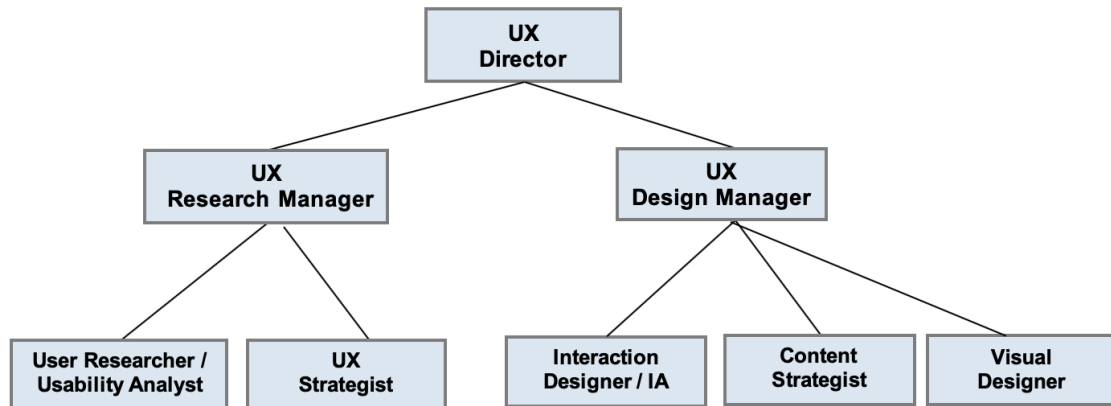 UX
Director
UX
Research Manager
UX
Design Manager
User Researcher /
Usability Analyst
UX
Strategist
Interaction
Designer / IA
Content
Strategist
Visual
Designer